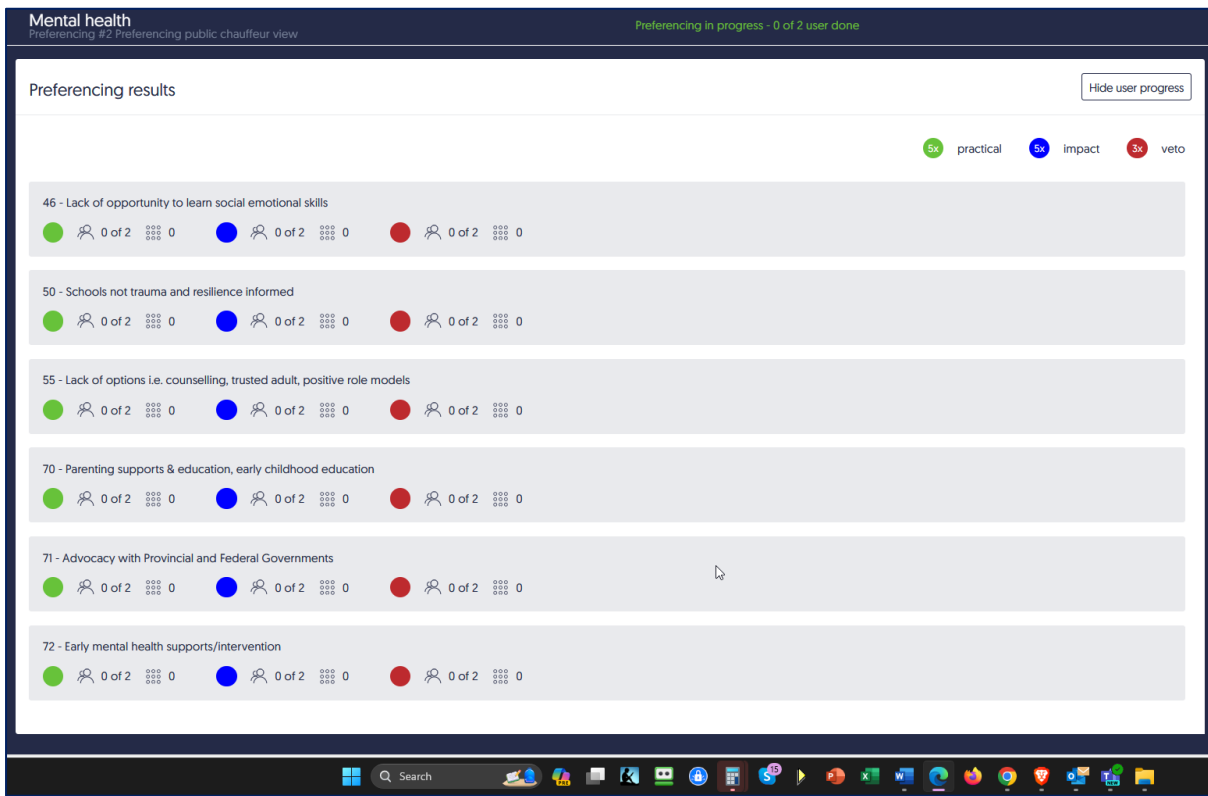 Mental health
Preferencing #2 Preferencing public chauffeur view
Preferencing in progress - 0 of 2 user done
Preferencing results
Hide user progress
5x practical 5x impact 3x veto
46 - Lack of opportunity to learn social emotional skills
0 of 2 0 0 of 2 0 0 of 2 0
50 - Schools not trauma and resilience informed
0 of 2 0 0 of 2 0 0 of 2 0
55 - Lack of options i.e. counselling, trusted adult, positive role models
0 of 2 0 0 of 2 0 0 of 2 0
70 - Parenting supports & education, early childhood education
0 of 2 0 0 of 2 0 0 of 2 0
71 - Advocacy with Provincial and Federal Governments
0 of 2 0 0 of 2 0 0 of 2 0
72 - Early mental health supports/intervention
0 of 2 0 0 of 2 0 0 of 2 0
Search
15